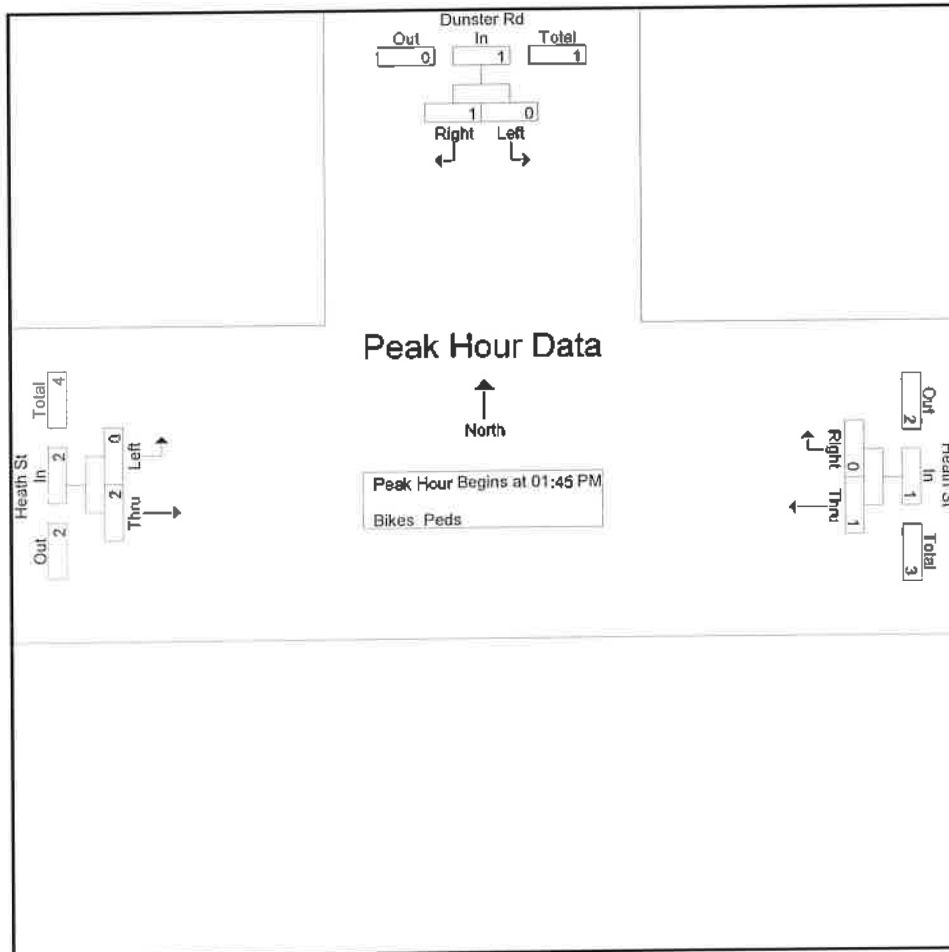 Dunster Rd
Out In Total
0 1 1
1 0
Right Left
Peak Hour Data
North
Peak Hour Begins at 01:45 PM
Bikes Peds
Heath St
Total In Out
4 2 2
0 2
Left Thru
Heath St
Out In Total
2 1 3
Right Thru
0 1